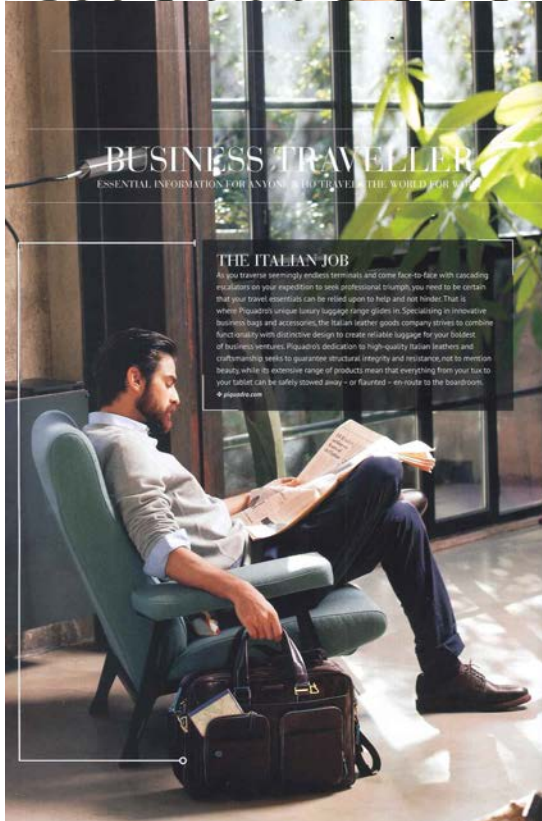 BUSINESS TRAVELLER
ESSENTIAL INFORMATION FOR ANYONE WHO TRAVELS THE WORLD FOR WORK
THE ITALIAN JOB
As you traverse seemingly endless terminals and come face-to-face with cascading
escalators on your expedition to seek professional triumph, you need to be certain
that your travel essentials can be relied upon to help and not hinder. That is
where Piquadro's unique luxury luggage range glides in. Specialising in innovative
business bags and accessories, the Italian leather goods company strives to combine
functionality with distinctive design to create reliable luggage for your boldest
of business ventures. Piquadro's dedication to high-quality Italian leathers and
craftsmanship seeks to guarantee structural integrity and resistance, not to mention
beauty, while its extensive range of products mean that everything from your tux to
your tablet can be safely stowed away – or flaunted – en-route to the boardroom.
piquadro.com